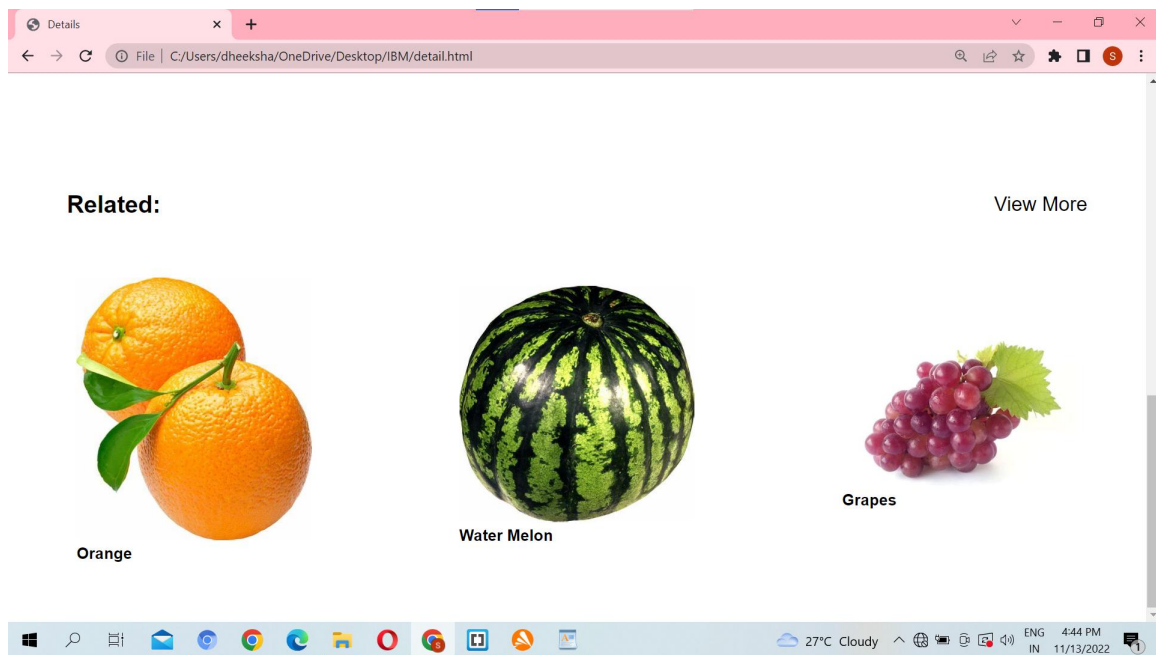 Details
File
C:/Users/dheeksha/OneDrive/Desktop/IBM/detail.html
S
Related:
View More
Orange
Water Melon
Grapes
27°C Cloudy
ENG
IN
4:44 PM
11/13/2022
1